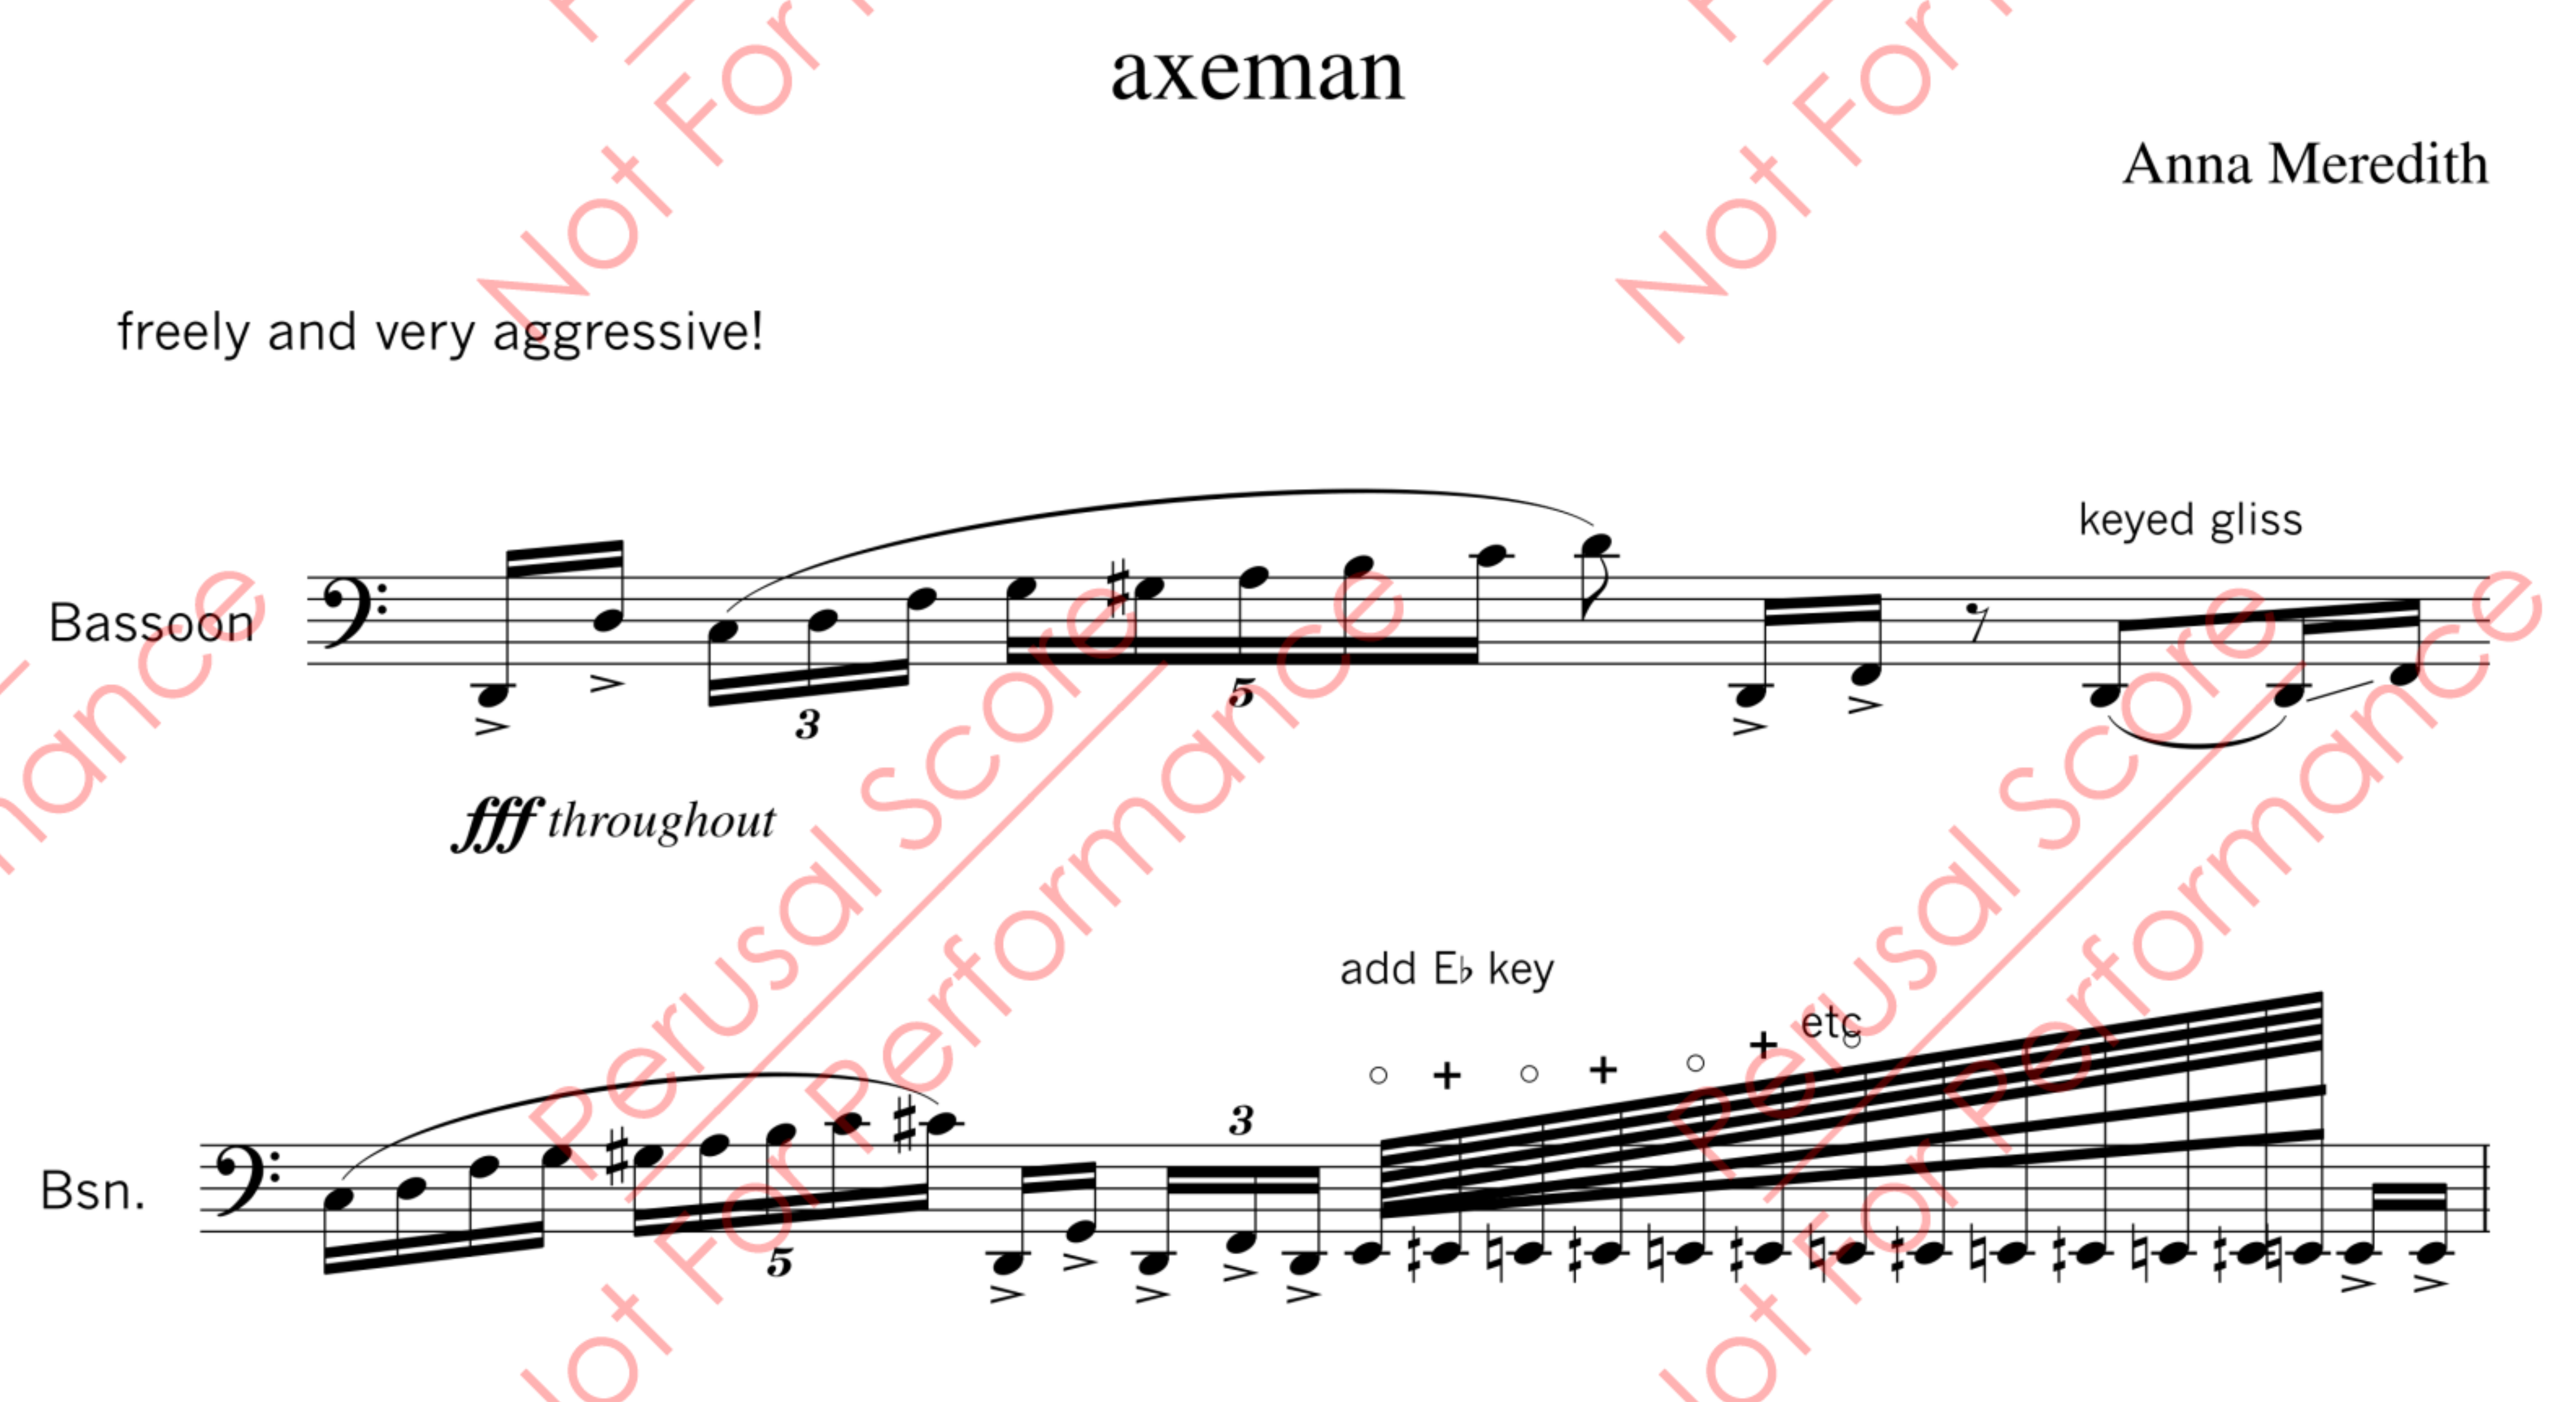 axeman
Anna Meredith
freely and very aggressive!
keyed gliss
Bassoon
3
5
fff throughout
add E♭ key
etc
3
Bsn.
5
Perusal Score
Not For Performance